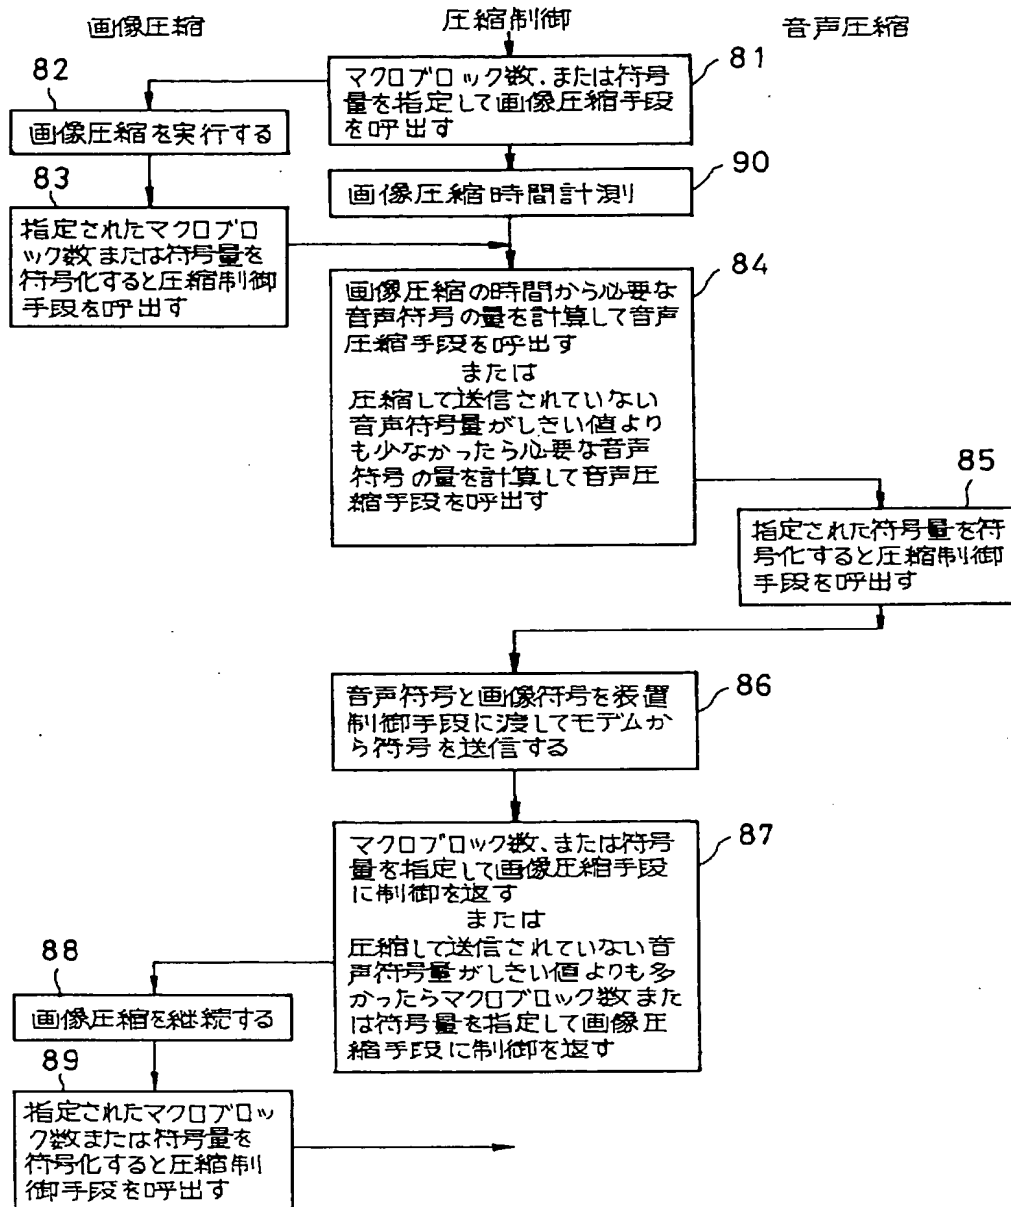 画像圧縮
圧縮制御
音声圧縮
81
マクロブロック数、または符号
量を指定して画像圧縮手段
を呼出す
82
画像圧縮を実行する
90
画像圧縮時間計測
83
指定されたマクロブロ
ック数または符号量を
符号化すると圧縮制御
手段を呼出す
84
画像圧縮の時間から必要な
音声符号の量を計算して音声
圧縮手段を呼出す
または
圧縮して送信されていない
音声符号量がしきい値より
も少なかったら必要な音声
符号の量を計算して音声圧
縮手段を呼出す
85
指定された符号量を符
号化すると圧縮制御
手段を呼出す
86
音声符号と画像符号を装置
制御手段に渡してモデムか
ら符号を送信する
87
マクロブロック数、または符号
量を指定して画像圧縮手段
に制御を返す
または
圧縮して送信されていない音
声符号量がしきい値よりも多
かったらマクロブロック数また
は符号量を指定して画像圧
縮手段に制御を返す
88
画像圧縮を継続する
89
指定されたマクロブロッ
ク数または符号量を
符号化すると圧縮制
御手段を呼出す